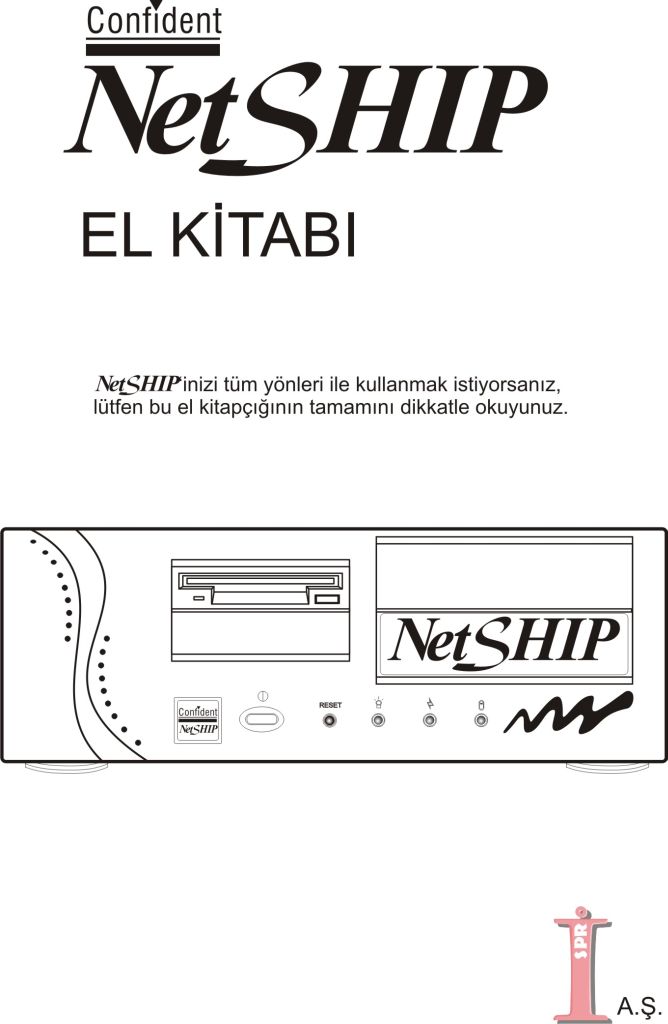 Confident
NetSHIP
EL KİTABI
NetSHIP'inizi tüm yönleri ile kullanmak istiyorsanız,
lütfen bu el kitapçığının tamamını dikkatle okuyunuz.
NetSHIP
Confident
NetSHIP
RESET
İSPRO
A.Ş.